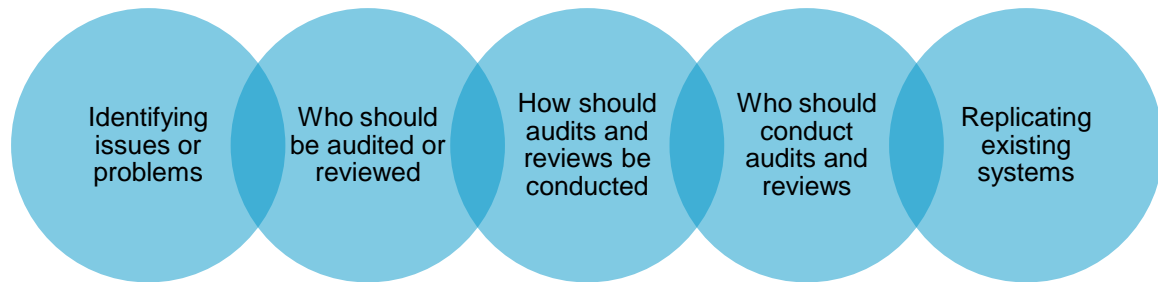 Identifying
issues or
problems
Who should
be audited or
reviewed
How should
audits and
reviews be
conducted
Who should
conduct
audits and
reviews
Replicating
existing
systems